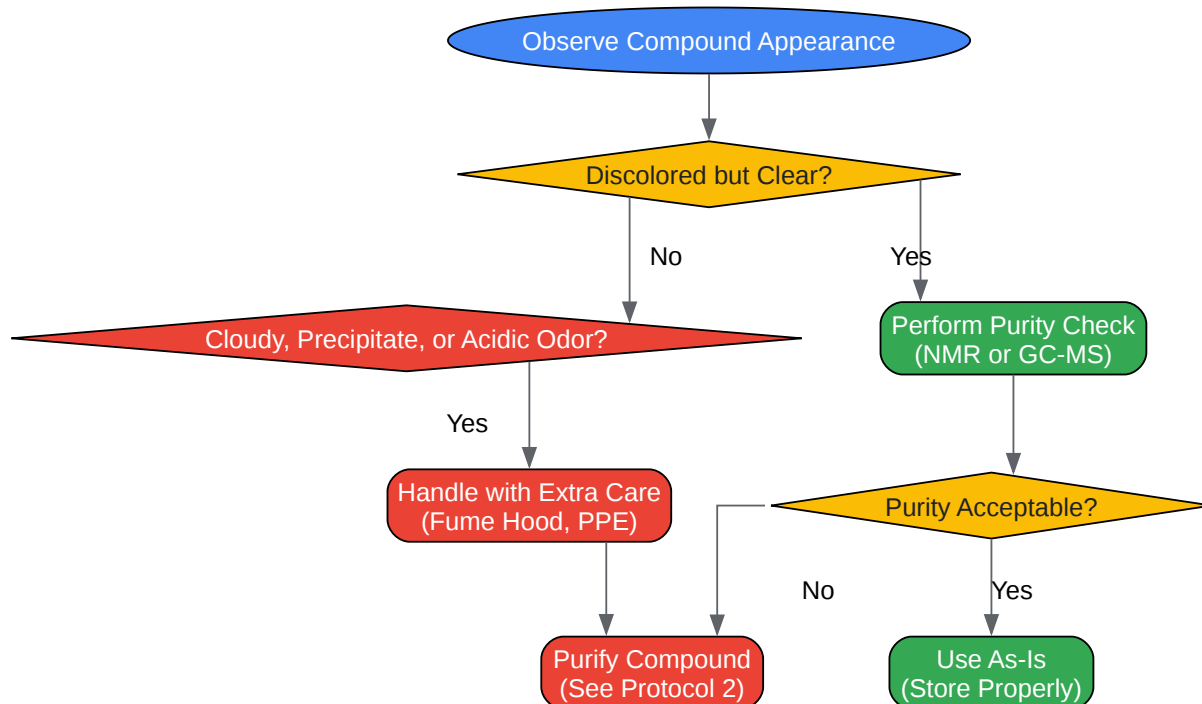 Observe Compound Appearance
Discolored but Clear?
No
Yes
Cloudy, Precipitate, or Acidic Odor?
Perform Purity Check
(NMR or GC-MS)
Yes
Handle with Extra Care
(Fume Hood, PPE)
Purity Acceptable?
No
Yes
Purify Compound
(See Protocol 2)
Use As-Is
(Store Properly)